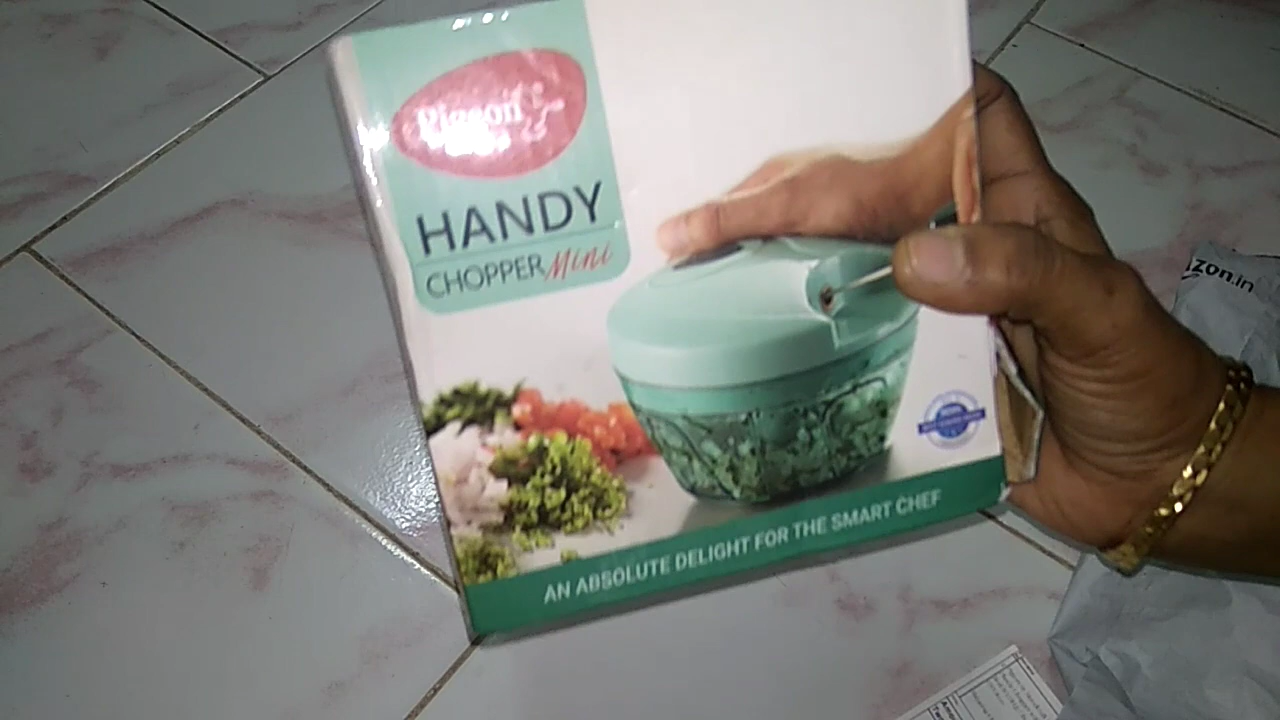 Pigeon
HANDY
CHOPPER Mini
AN ABSOLUTE DELIGHT FOR THE SMART CHEF
zon.in